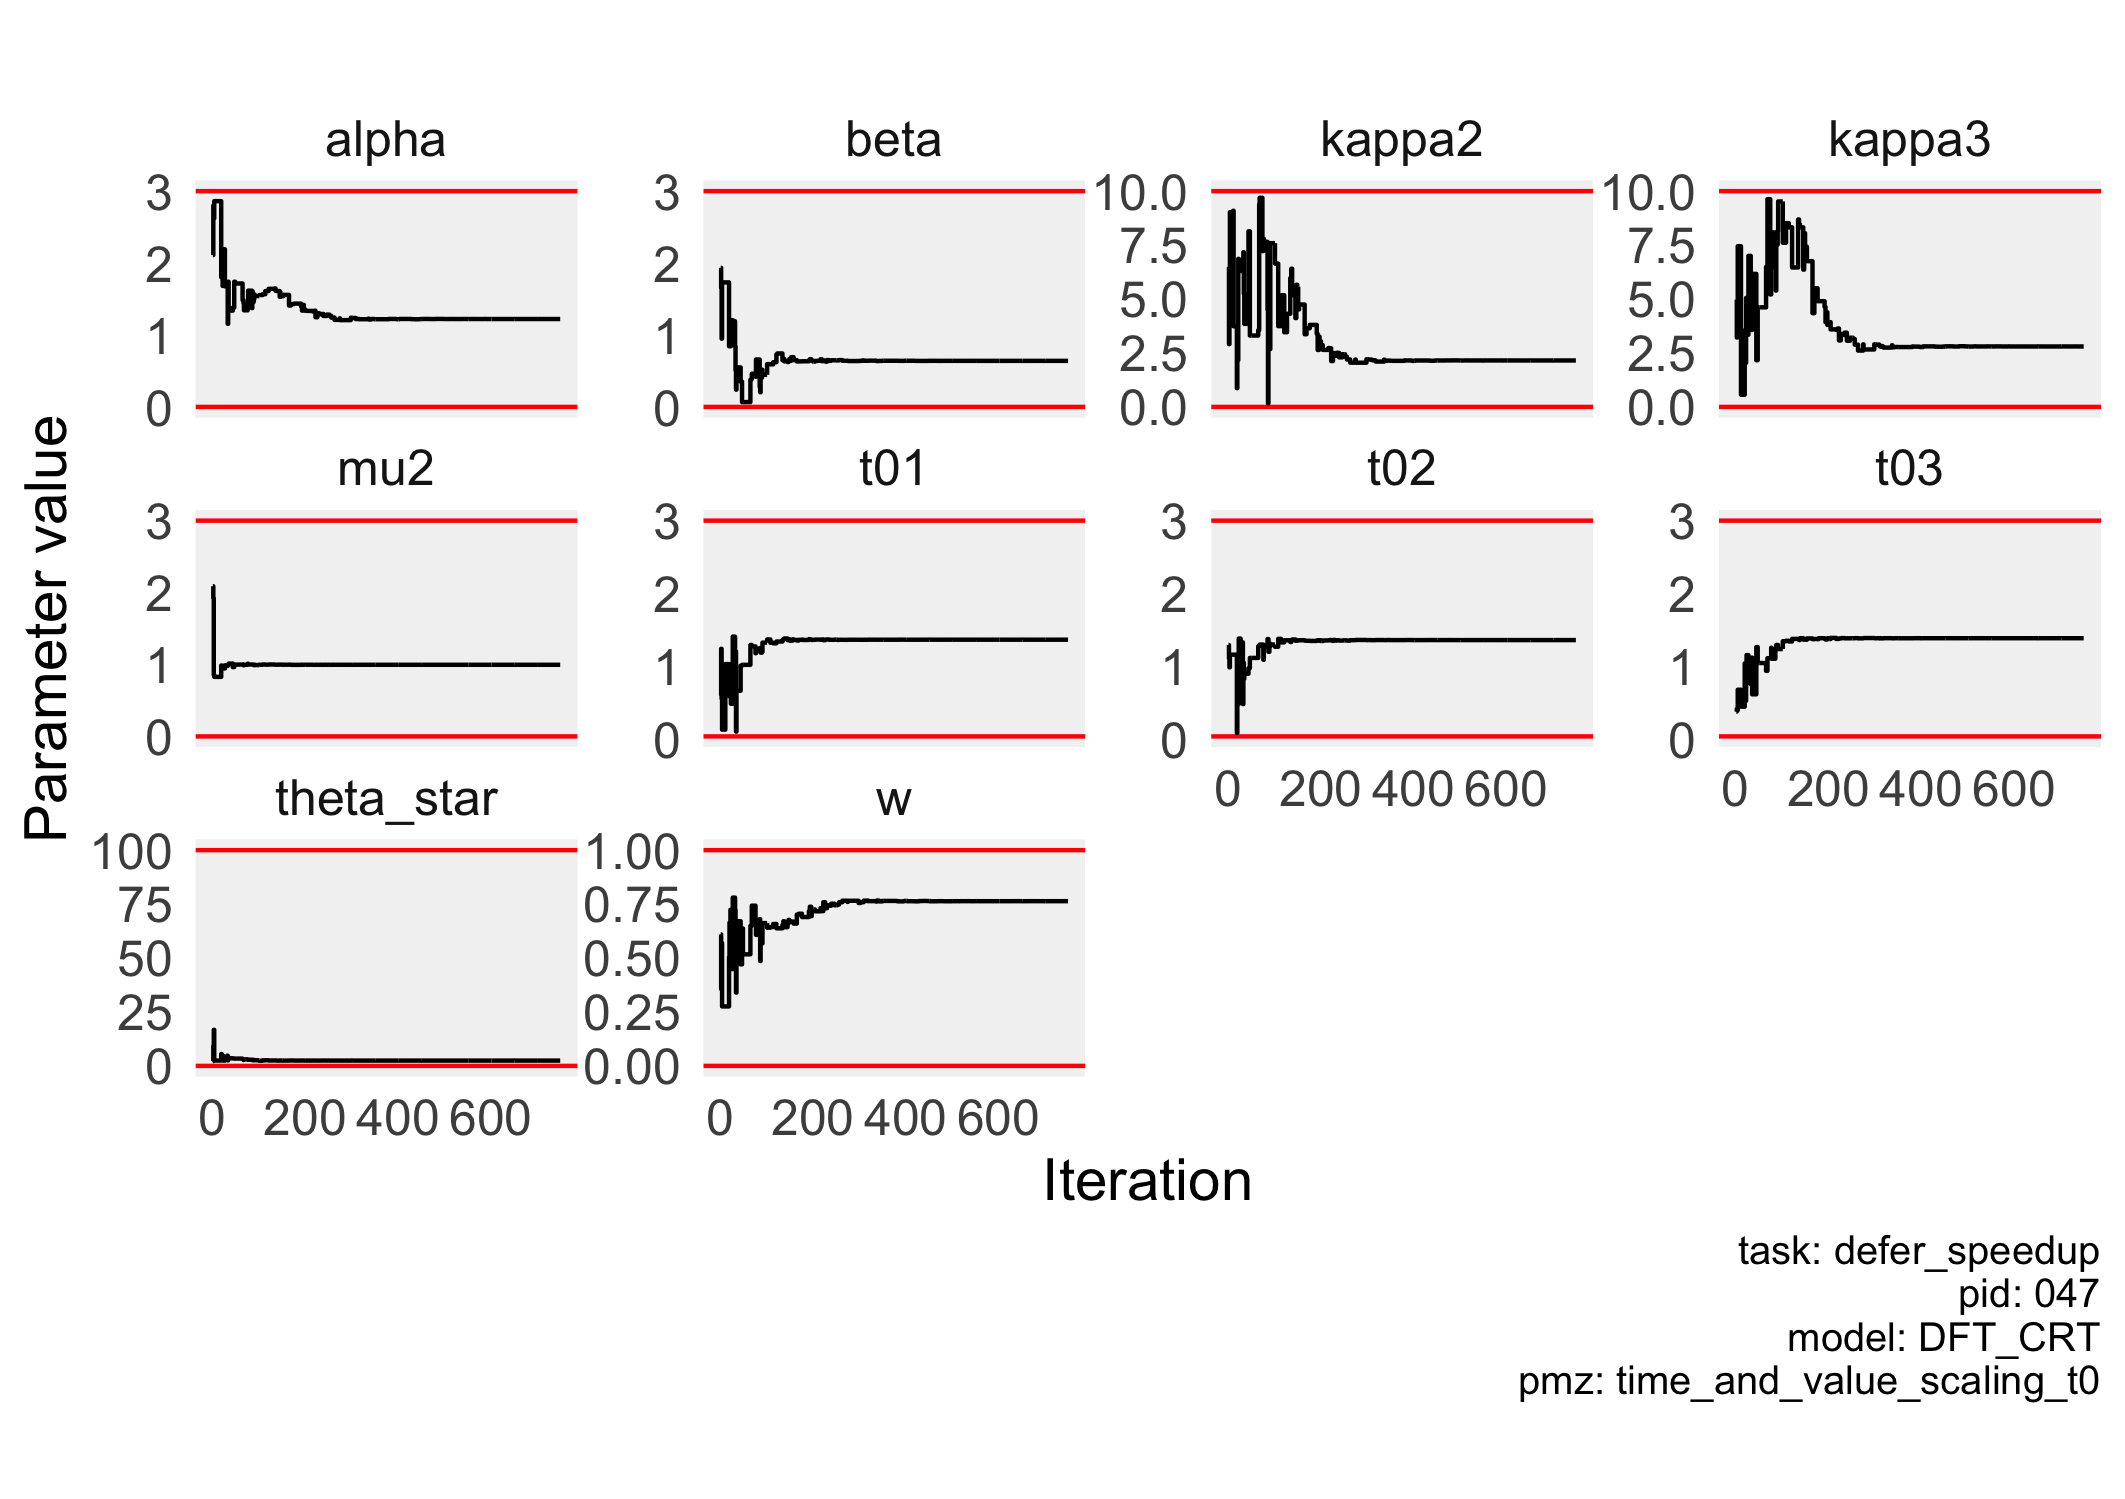 alpha beta kappa2 kappa3
3 3 10.0 10.0
2 2 7.5 7.5
5.0 5.0
1 1 2.5 2.5
0 0 0.0 0.0
mu2 t01 t02 t03
3 3 3 3
2 2 2 2
1 1 1 1
0 0 0 0
0 200 400 600 0 200 400 600
theta_star w
100 1.00
75 0.75
50 0.50
25 0.25
0 0.00
0 200 400 600 0 200 400 600
Parameter value
Iteration
task: defer_speedup
pid: 047
model: DFT_CRT
pmz: time_and_value_scaling_t0